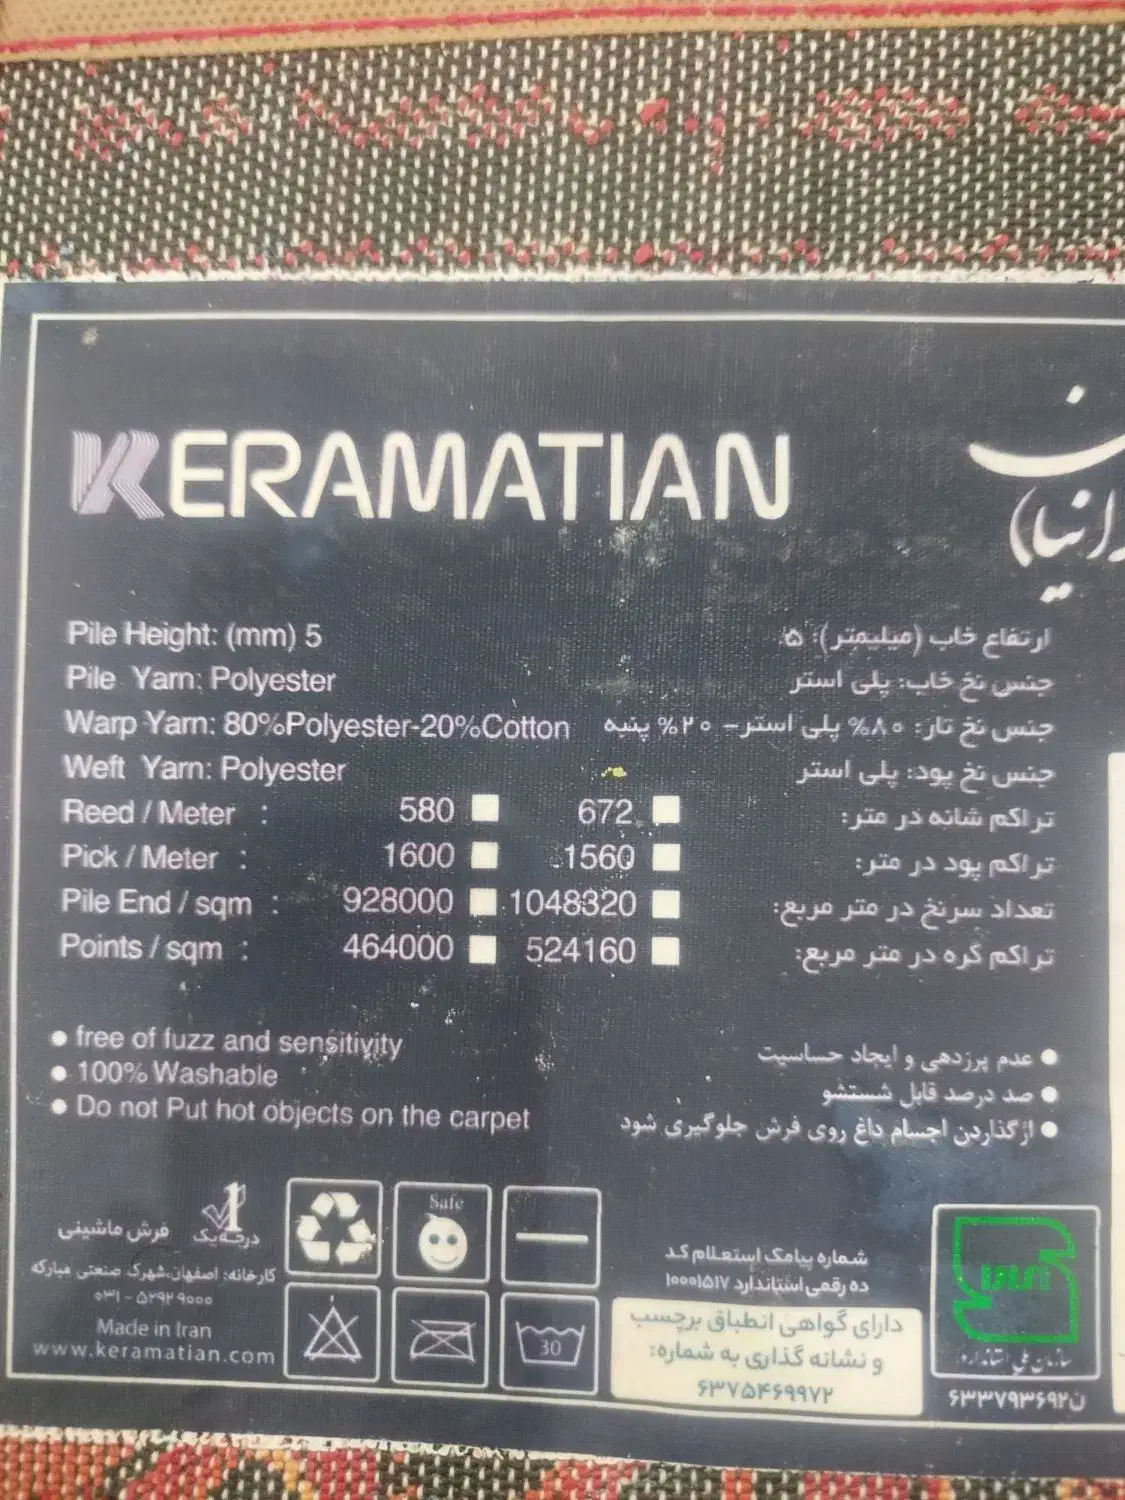 KERAMATIAN
Pile Height: (mm) 5
ارتفاع خاب (میلیمتر): ۵
Pile Yarn: Polyester
جنس نخ خاب: پلی استر
Warp Yarn: 80%Polyester-20%Cotton
جنس نخ تار: ۸۰% پلی استر- ۲۰% پنبه
Weft Yarn: Polyester
جنس نخ پود: پلی استر
Reed / Meter : 580 672
تراکم شانه در متر:
Pick / Meter : 1600 1560
تراکم پود در متر:
Pile End / sqm : 928000 1048320
تعداد سرنخ در متر مربع:
Points / sqm : 464000 524160
تراکم گره در متر مربع:
● free of fuzz and sensitivity
● 100% Washable
● Do not Put hot objects on the carpet
● عدم پرزدهی و ایجاد حساسیت
● صد درصد قابل شستشو
● ازگذاردن اجسام داغ روی فرش جلوگیری شود
فرش ماشینی
1
درجه یک
کارخانه: اصفهان،شهرک صنعتی مبارکه
۰۳۱ - ۵۲۹۲۹۰۰۰
Made in Iran
www.keramatian.com
Safe
30
شماره پیامک استعلام کد
ده رقمی استاندارد ۱۰۰۰۱۵۱۷
دارای گواهی انطباق برچسب
و نشانه گذاری به شماره:
۶۳۷۵۴۶۹۹۷۲
سازمان ملی استاندارد
۶۳۳۷۹۳۶۹۲ن